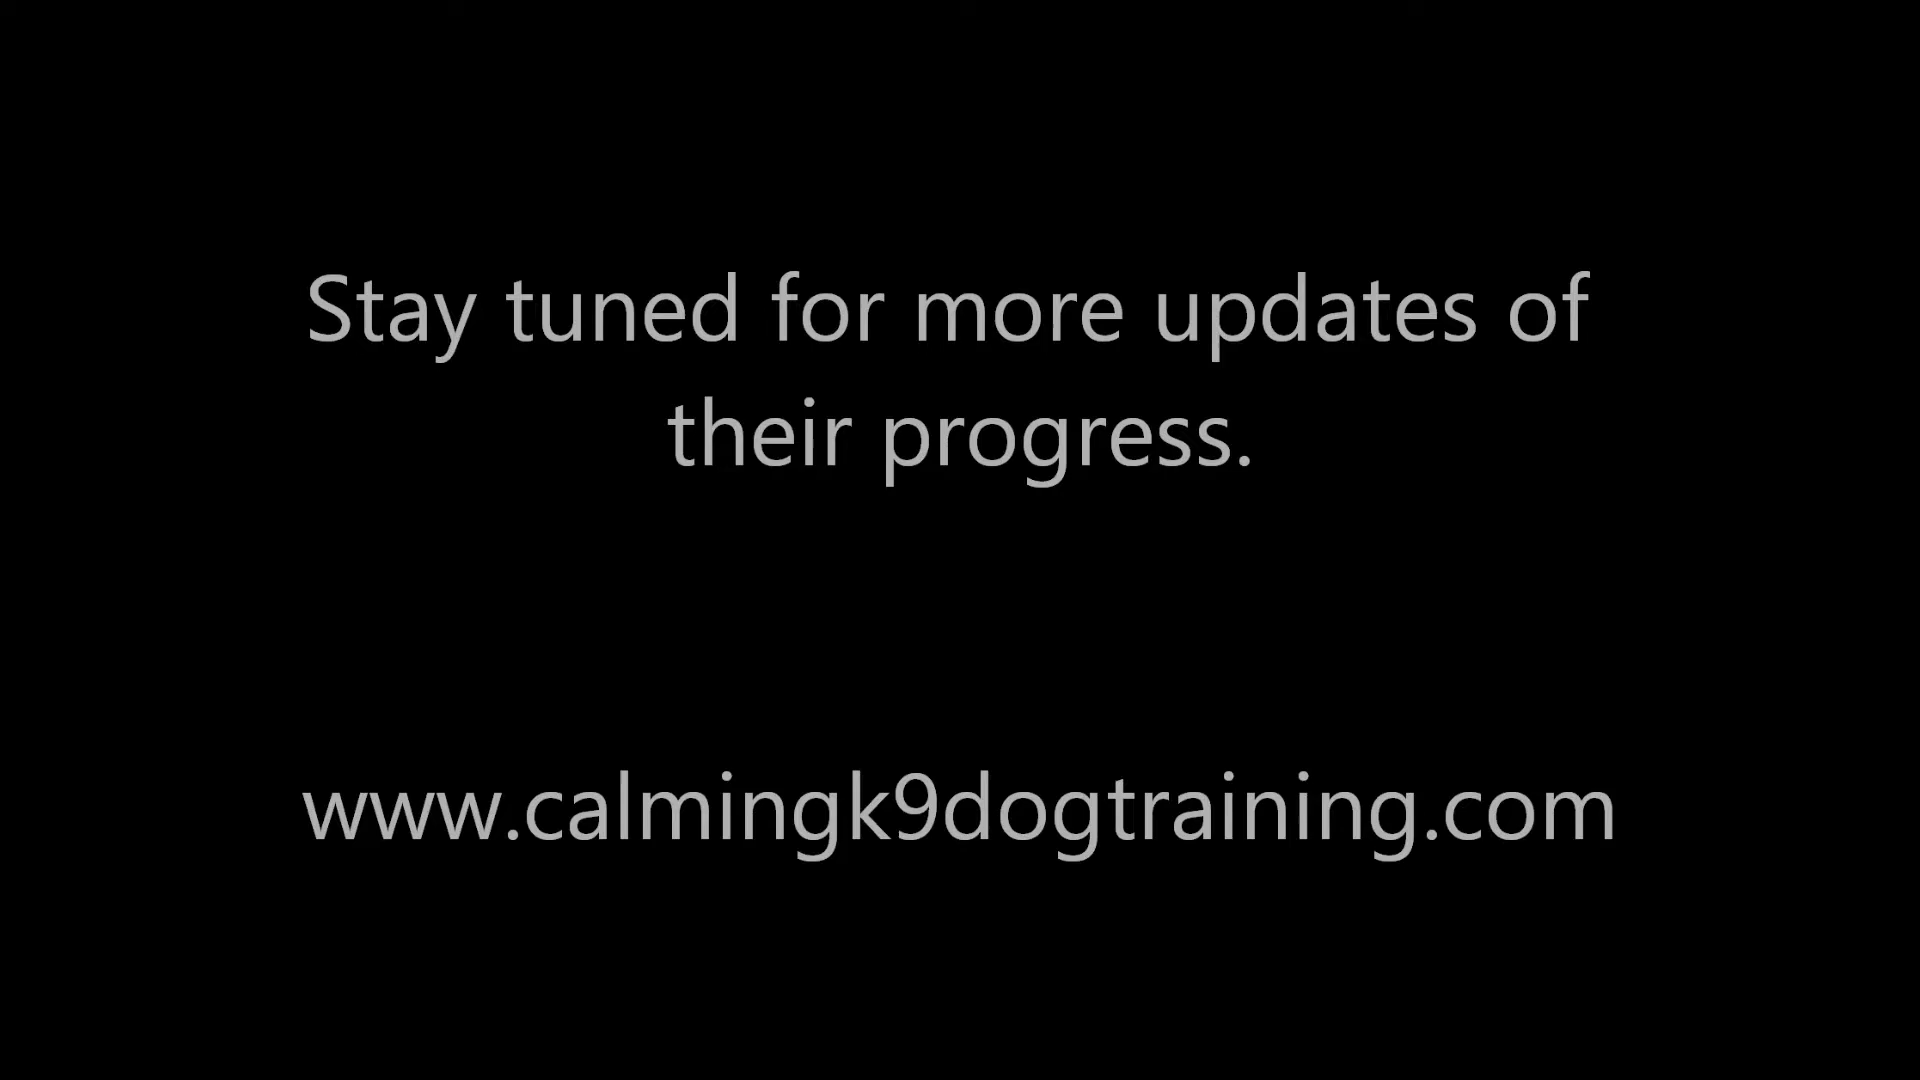 Stay tuned for more updates of
their progress.
www.calmingk9dogtraining.com